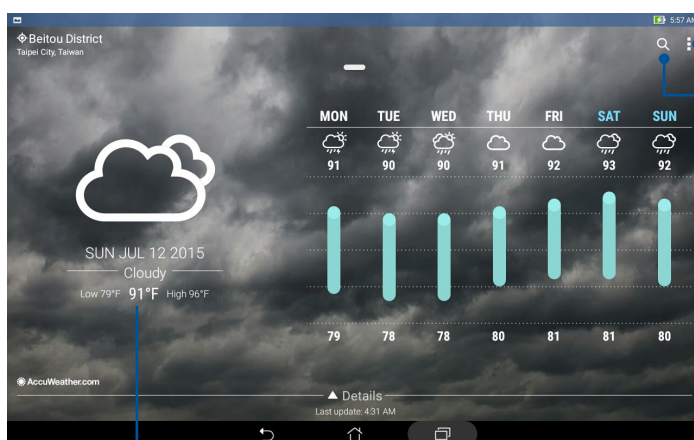 5:57 AM
Beitou District
Taipei City, Taiwan
MON TUE WED THU FRI SAT SUN
91 90 90 91 92 93 92
SUN JUL 12 2015
Cloudy
Low 79°F 91°F High 96°F
79 78 78 80 81 81 80
AccuWeather.com
Details
Last update: 4:31 AM